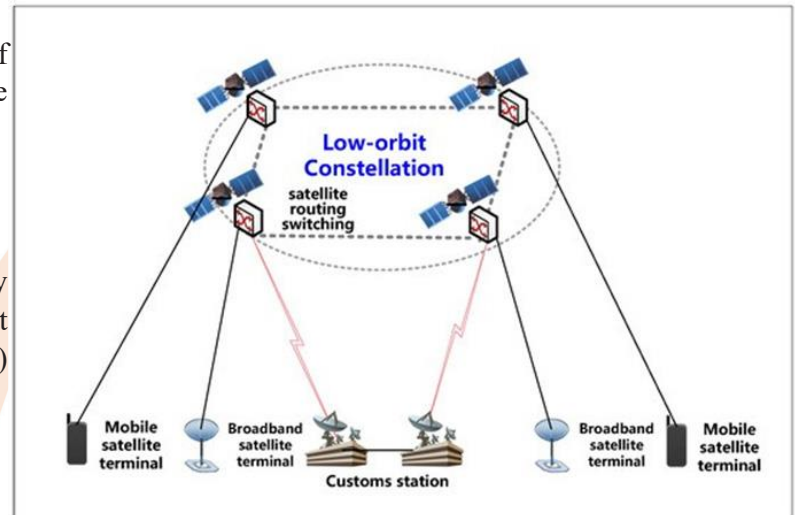 f
e
Low-orbit
Constellation
satellite
routing
switching
y
t
)
Mobile
satellite
terminal
Broadband
satellite
terminal
Customs station
Broadband
satellite
terminal
Mobile
satellite
terminal